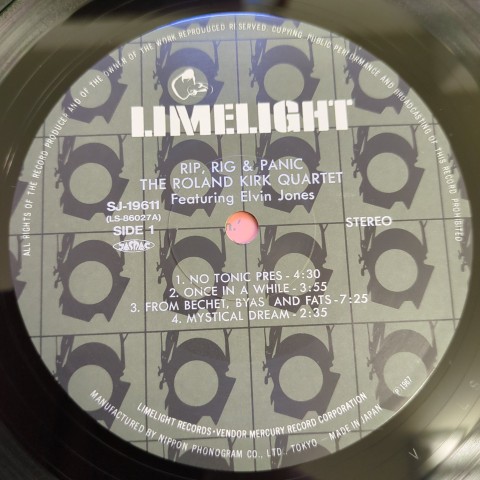 ALL RIGHTS OF THE RECORD PRODUCER AND OF THE OWNER OF THE WORK REPRODUCED RESERVED. COPYING, PUBLIC PERFORMANCE AND BROADCASTING OF THIS RECORD PROHIBITED
LIMELIGHT
RIP, RIG & PANIC
THE ROLAND KIRK QUARTET
Featuring Elvin Jones
SJ-19611
(LS-86027A)
SIDE 1
STEREO
1. NO TONIC PRES - 4:30
2. ONCE IN A WHILE - 3:55
3. FROM BECHET, BYAS AND FATS - 7:25
4. MYSTICAL DREAM - 2:35
LIMELIGHT RECORDS • VENDOR MERCURY RECORD CORPORATION
℗ 1967
MANUFACTURED BY NIPPON PHONOGRAM CO., LTD., TOKYO. MADE IN JAPAN